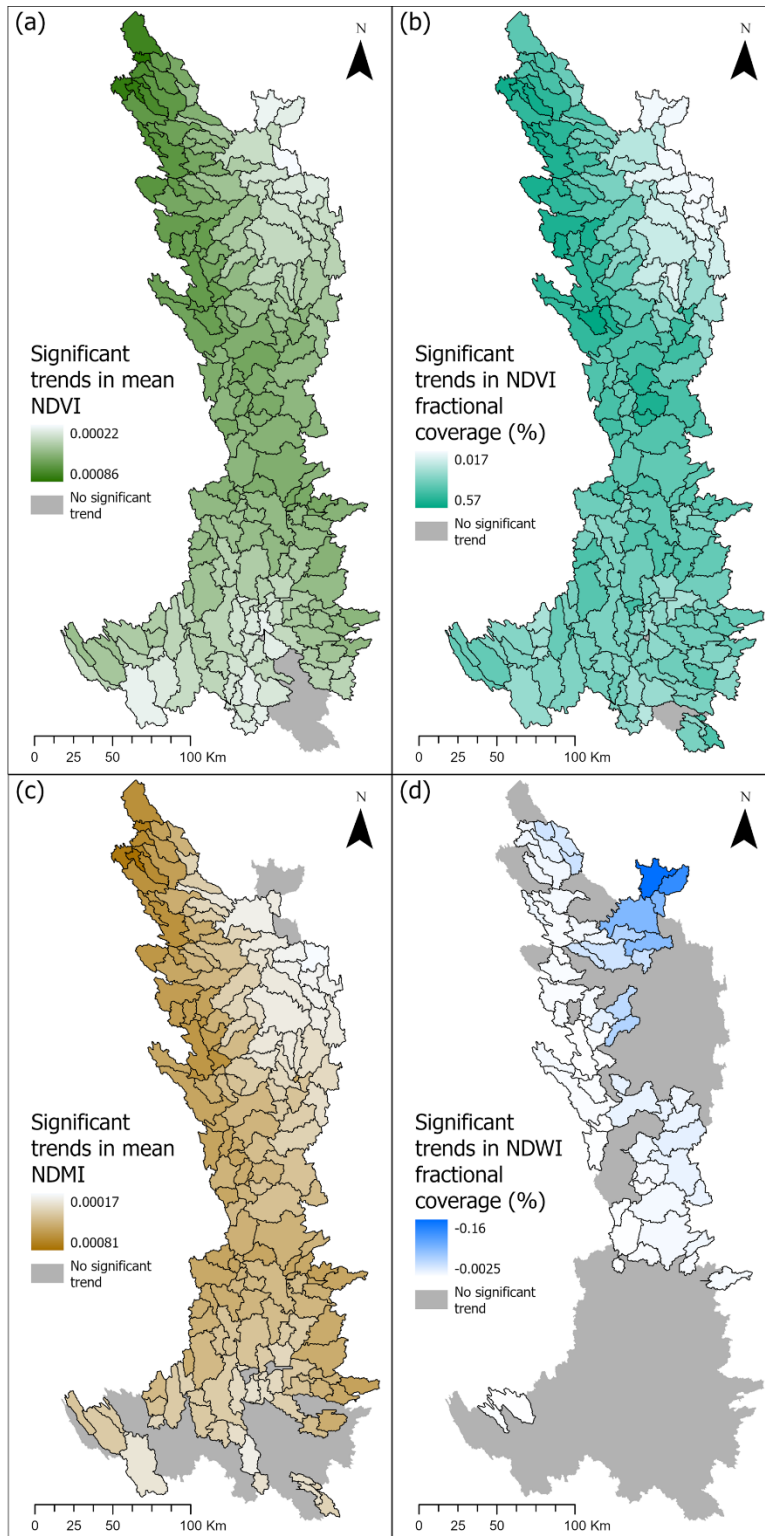 (a)
N
Significant
trends in mean
NDVI
0.00022
0.00086
No significant
trend
0 25 50 100 Km
(b)
N
Significant
trends in NDVI
fractional
coverage (%)
0.017
0.57
No significant
trend
0 25 50 100 Km
(c)
N
Significant
trends in mean
NDMI
0.00017
0.00081
No significant
trend
0 25 50 100 Km
(d)
N
Significant
trends in NDWI
fractional
coverage (%)
-0.16
-0.0025
No significant
trend
0 25 50 100 Km